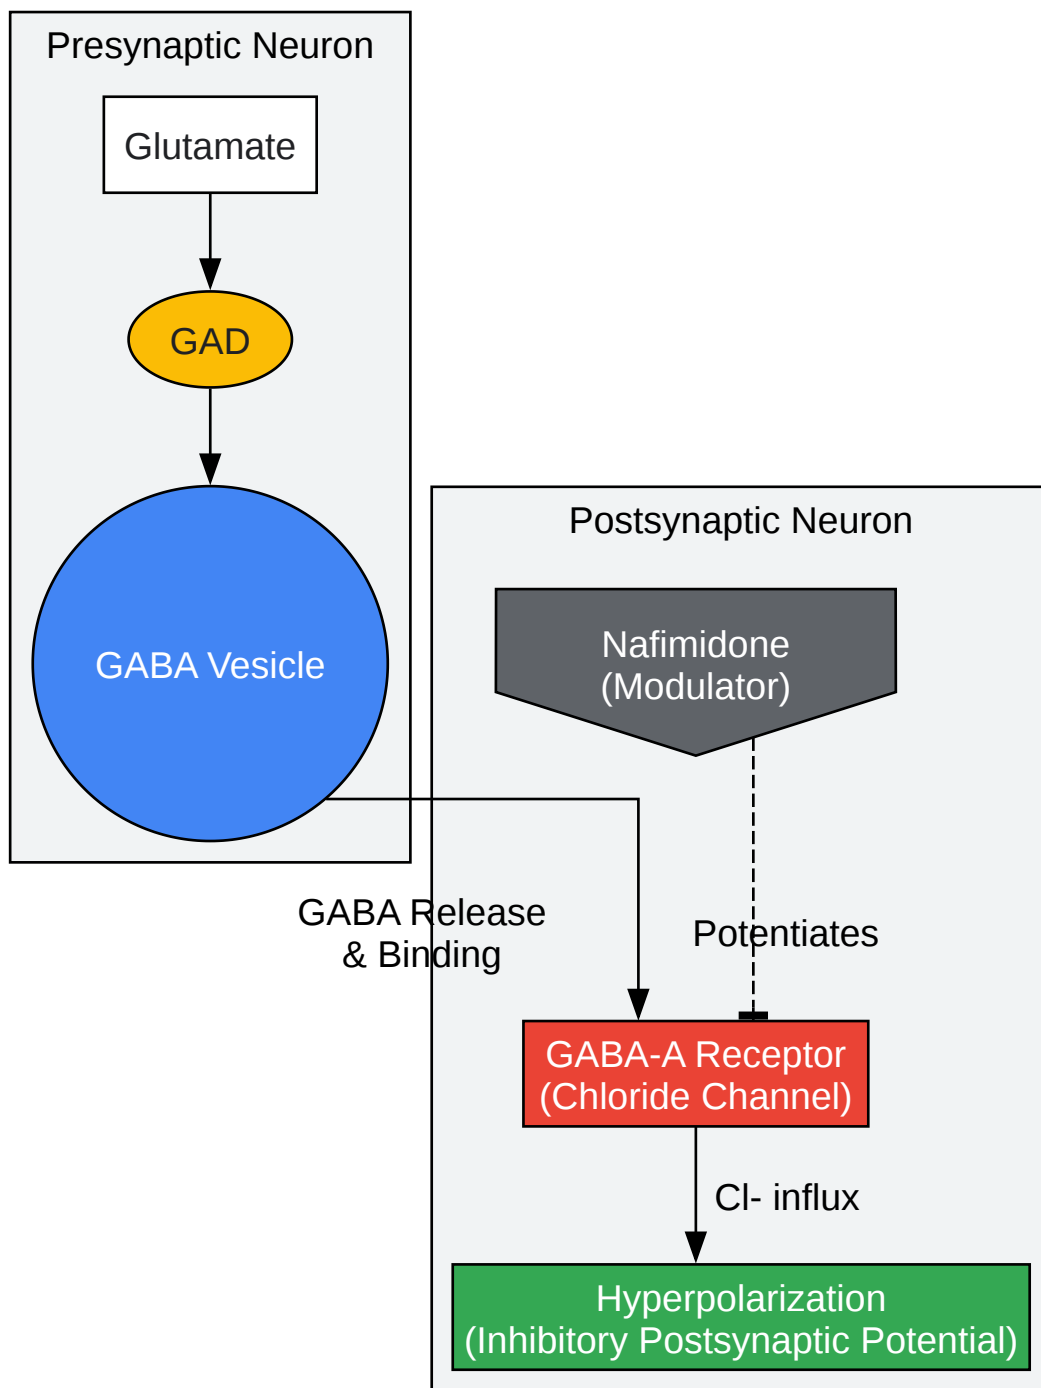 Presynaptic Neuron
Glutamate
GAD
GABA Vesicle
Postsynaptic Neuron
Nafimidone
(Modulator)
GABA Release
& Binding
Potentiates
GABA-A Receptor
(Chloride Channel)
Cl- influx
Hyperpolarization
(Inhibitory Postsynaptic Potential)